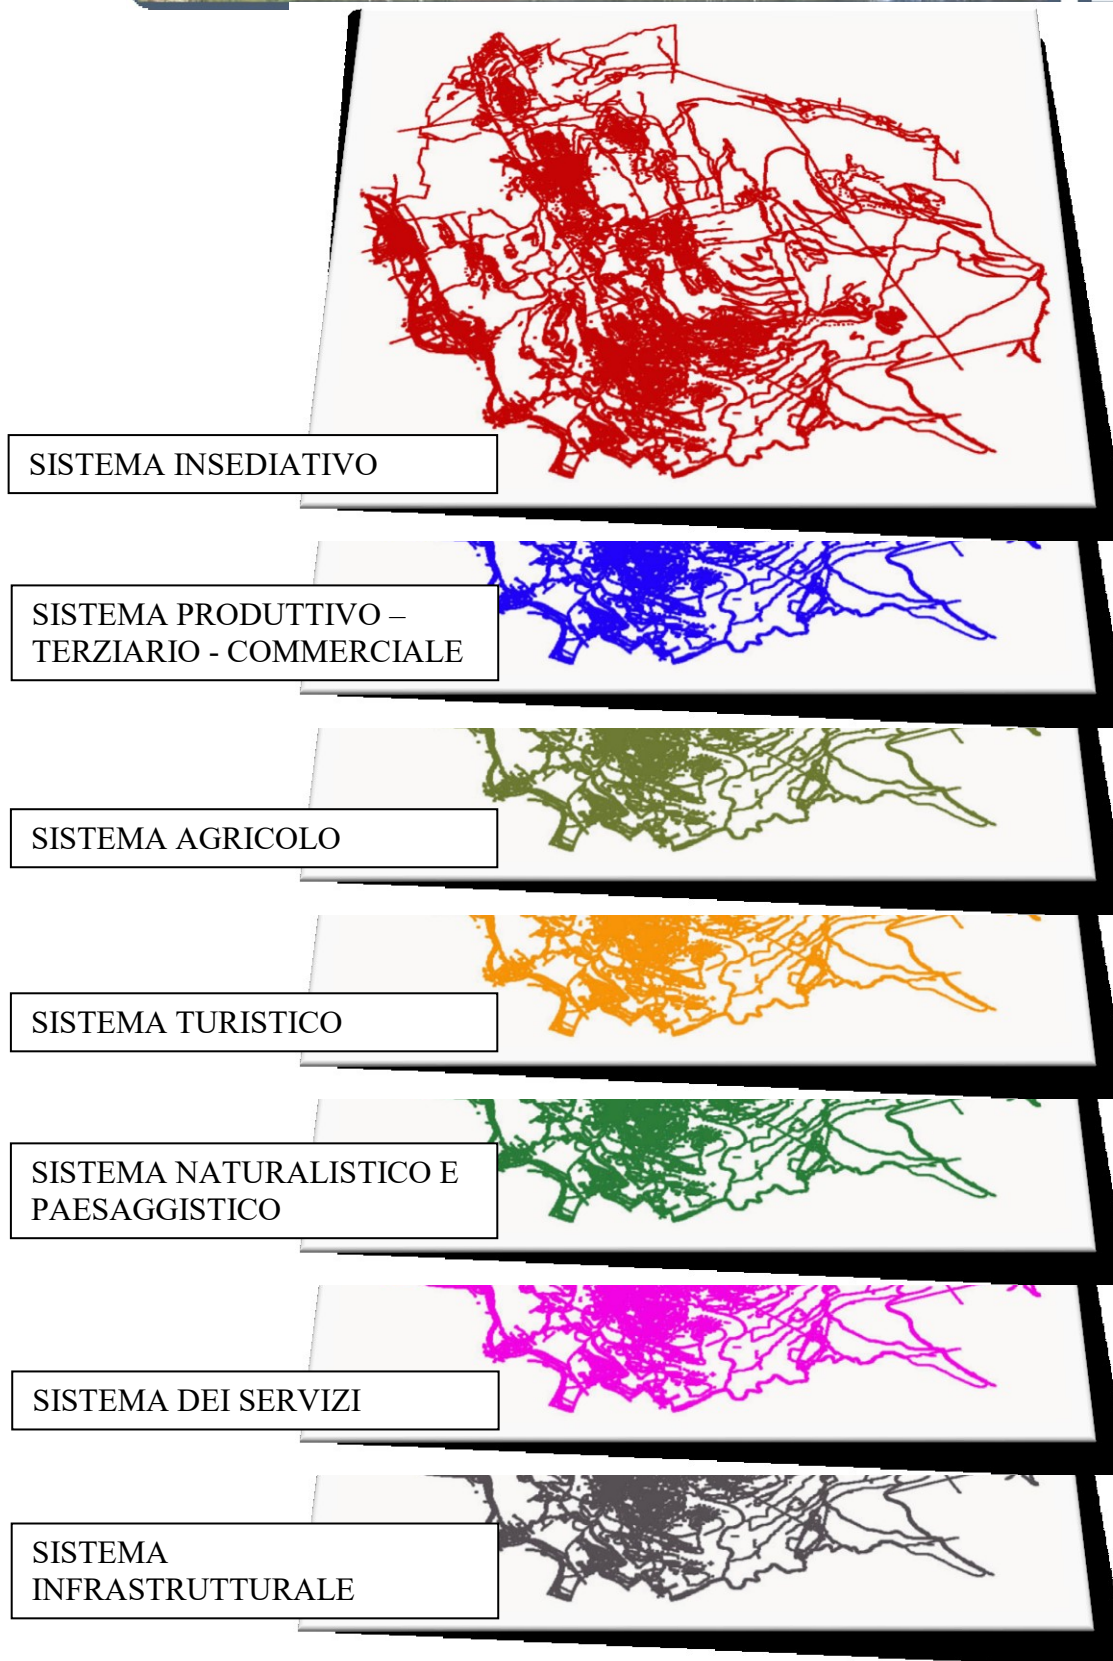 SISTEMA INSEDIATIVO
SISTEMA PRODUTTIVO –
TERZIARIO - COMMERCIALE
SISTEMA AGRICOLO
SISTEMA TURISTICO
SISTEMA NATURALISTICO E
PAESAGGISTICO
SISTEMA DEI SERVIZI
SISTEMA
INFRASTRUTTURALE